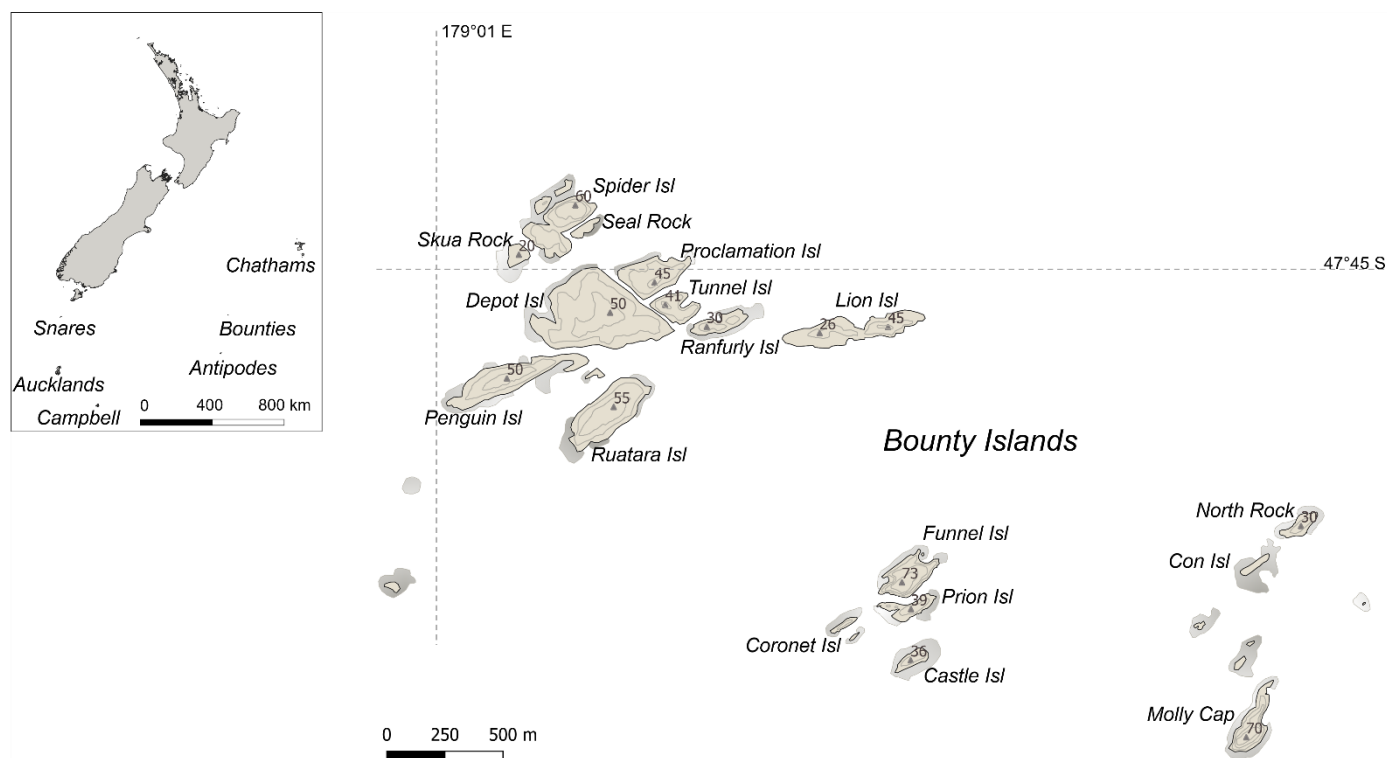 179°01 E
Spider Isl
60
Seal Rock
Skua Rock
20
Proclamation Isl
47°45 S
45
Tunnel Isl
41
Depot Isl
50
Lion Isl
30
26
45
Ranfurly Isl
50
Penguin Isl
55
Ruatara Isl
Bounty Islands
North Rock
30
Funnel Isl
Con Isl
73
Prion Isl
39
Coronet Isl
36
Castle Isl
Molly Cap
70
0 250 500 m
Chathams
Snares
Bounties
Antipodes
Aucklands
Campbell
0 400 800 km